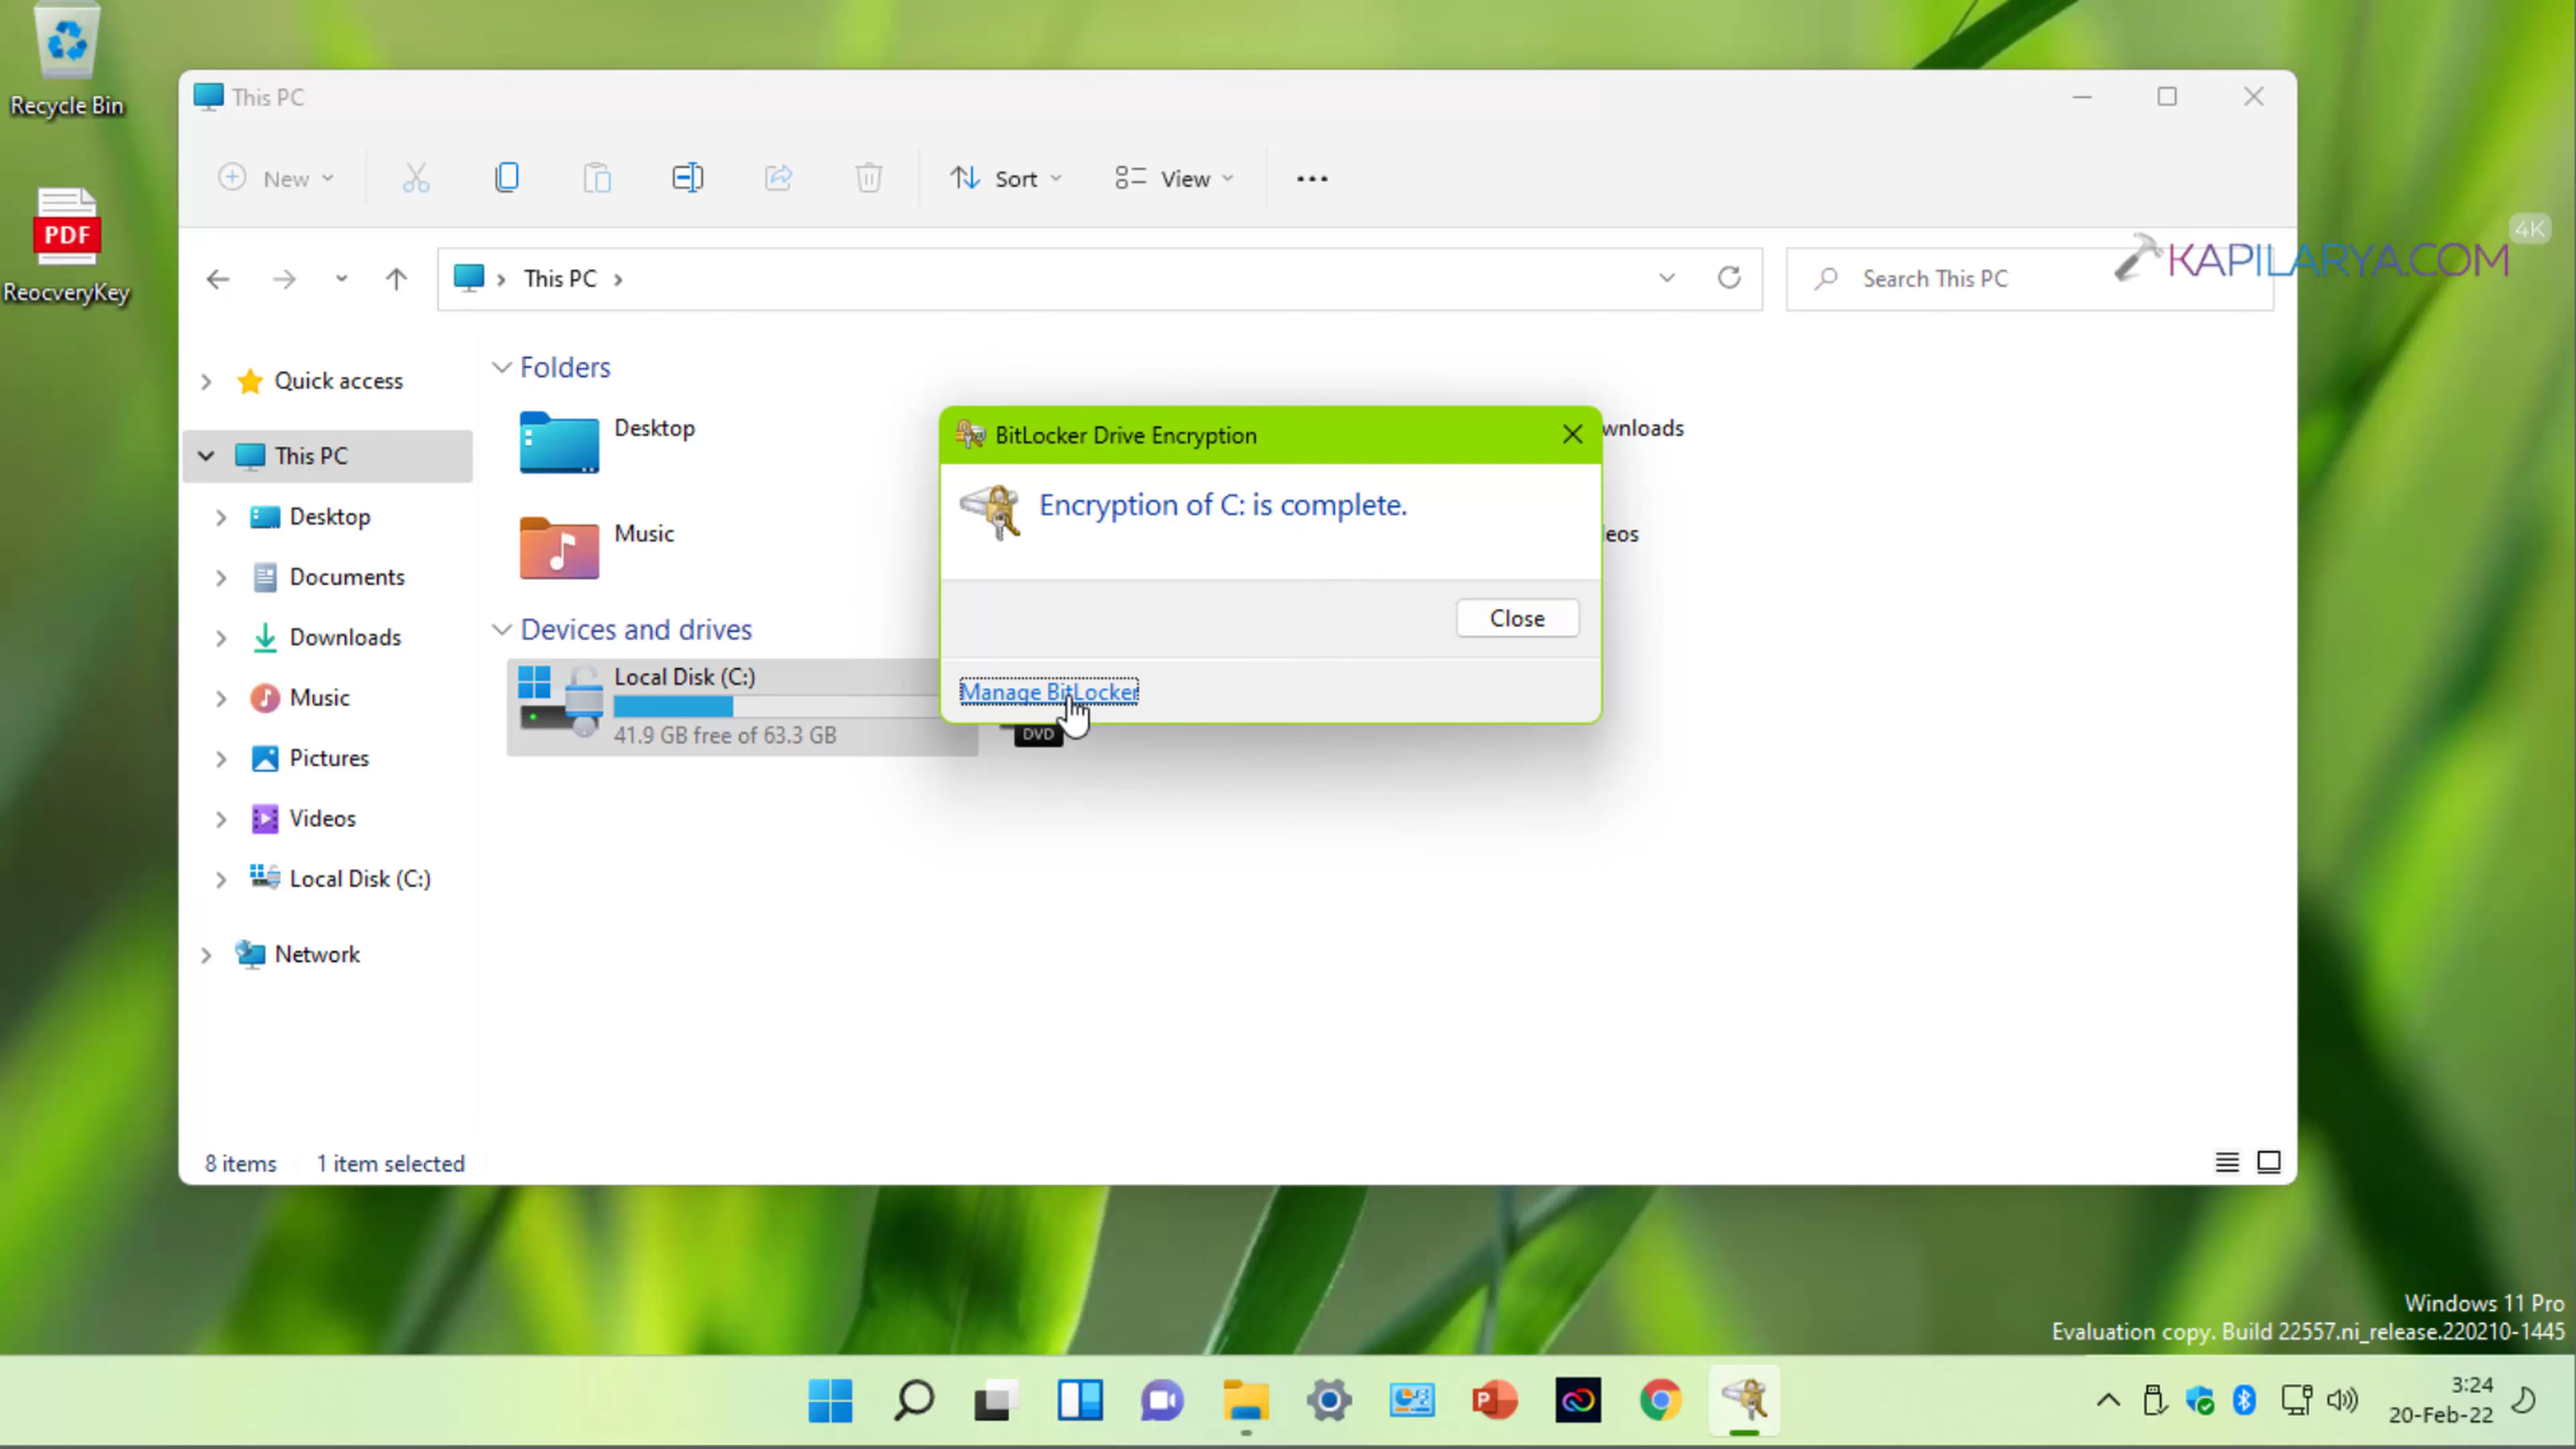 Recycle Bin
PDF
ReocveryKey
This PC
New
Sort
View
This PC
Search This PC
4K
KAPILARYA.COM
Quick access
This PC
Desktop
Documents
Downloads
Music
Pictures
Videos
Local Disk (C:)
Network
Folders
Desktop
wnloads
Music
eos
Devices and drives
Local Disk (C:)
41.9 GB free of 63.3 GB
DVD
BitLocker Drive Encryption
Encryption of C: is complete.
Close
Manage BitLocker
8 items 1 item selected
Windows 11 Pro
Evaluation copy. Build 22557.ni_release.220210-1445
P
3:24
20-Feb-22